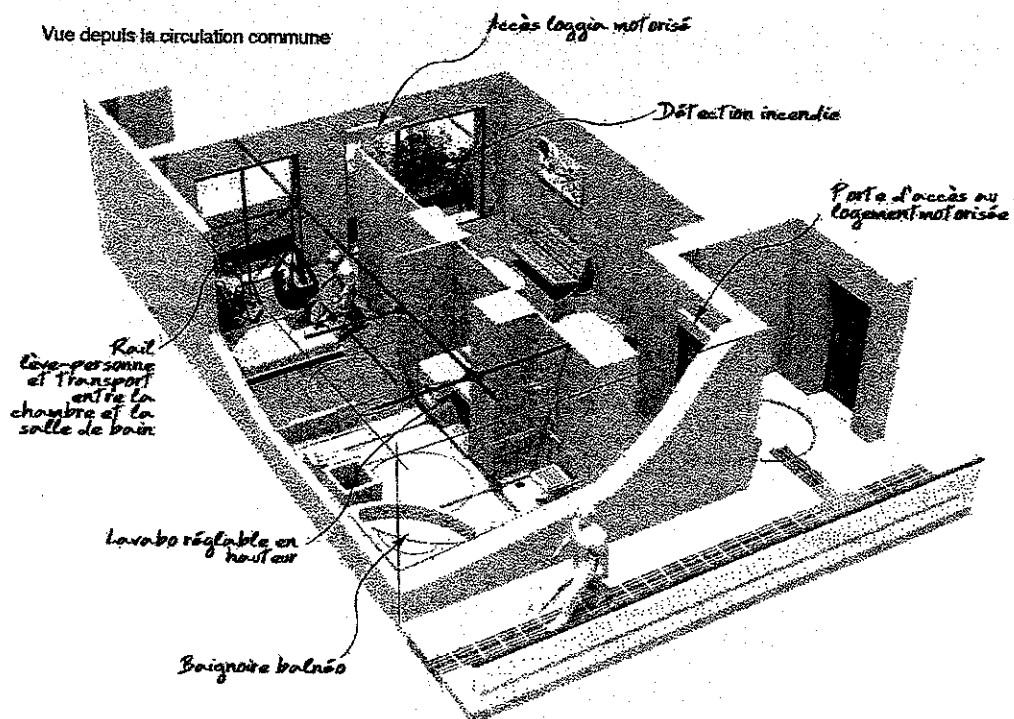 Vue depuis la circulation commune
Accès loggia motorisé
Détection incendie
Porte d'accès au
logement motorisée
Rail
lève-personne
et Transport
entre la
chambre et la
salle de bain
Lavabo réglable en
hauteur
Baignoire balnéo